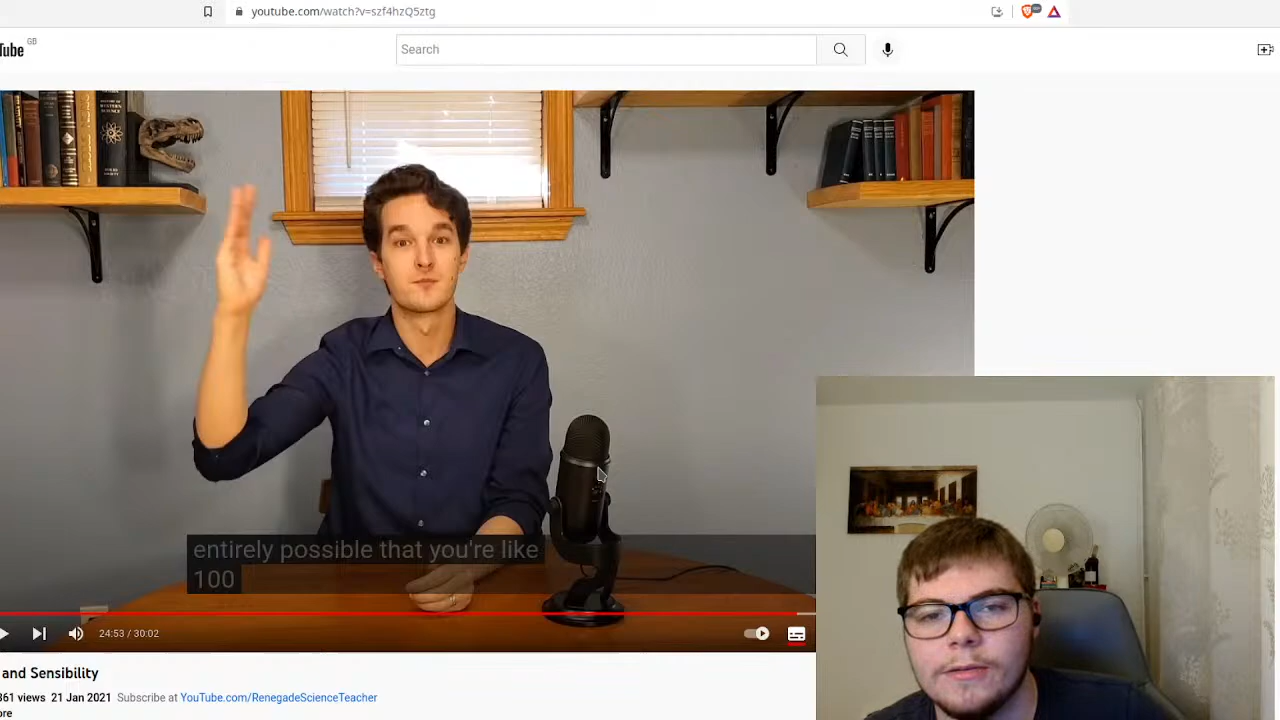 youtube.com/watch?v=szf4hzQ5ztg
Tube GB
Search
entirely possible that you're like
100
24:53 / 30:02
and Sensibility
361 views 21 Jan 2021 Subscribe at YouTube.com/RenegadeScienceTeacher
ore